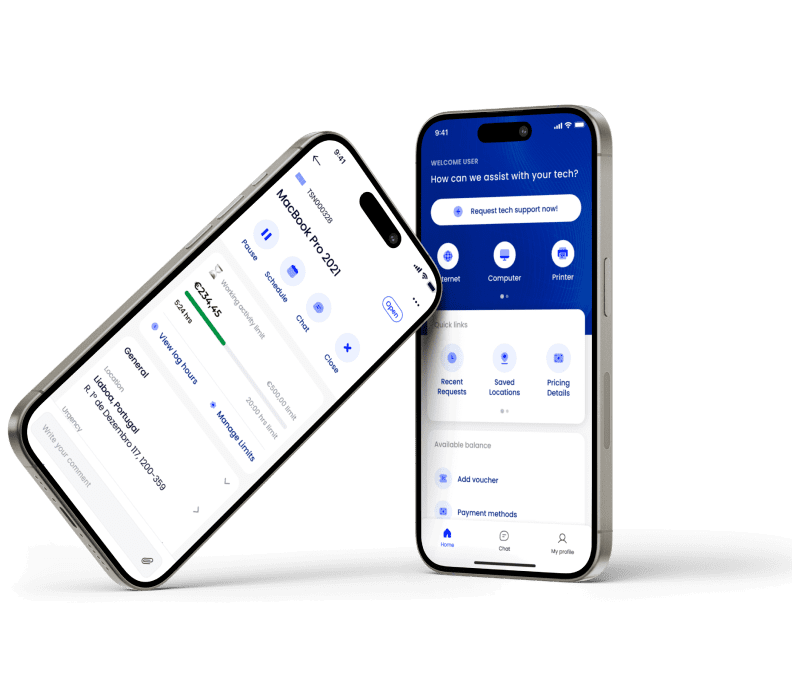 9:41
TSN000328
MacBook Pro 2021
Open
Pause
Schedule
Chat
Close
Working activity limit
€234,45
5:24 hrs
€500,00 limit
20:00 hrs limit
View log hours
Manage Limits
General
Location
Lisboa, Portugal
R. 1º de Dezembro 117, 1200-359
Urgency
Write your comment
9:41
WELCOME USER
How can we assist with your tech?
Request tech support now!
ternet
Computer
Printer
Quick links
Recent
Requests
Saved
Locations
Pricing
Details
Available balance
Add voucher
Payment methods
Home
Chat
My profile